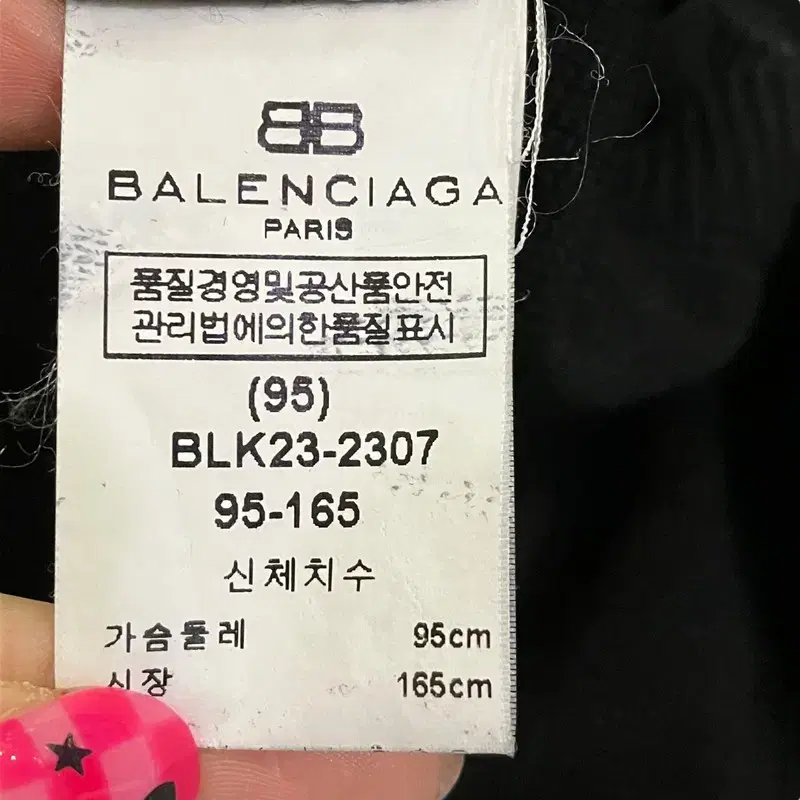 BB
BALENCIAGA
PARIS
품질경영및공산품안전
관리법에의한품질표시
(95)
BLK23-2307
95-165
신체치수
가슴둘레 95cm
신장 165cm